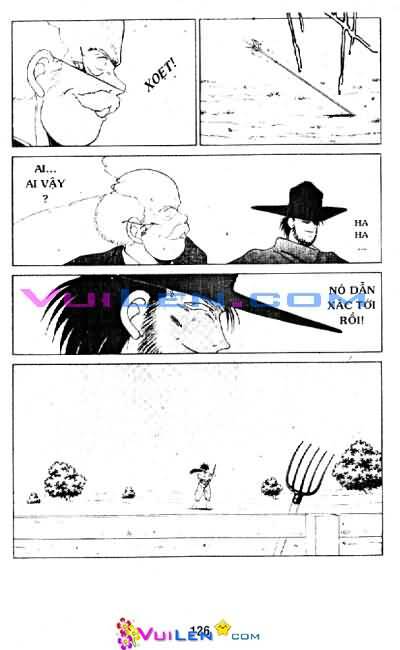 XOẸT!
AI...
AI VẬY
?
HA
HA
...
NÓ DẪN
XÁC TỚI
RỒI!
VUILEN.COM
126
VUILEN.COM